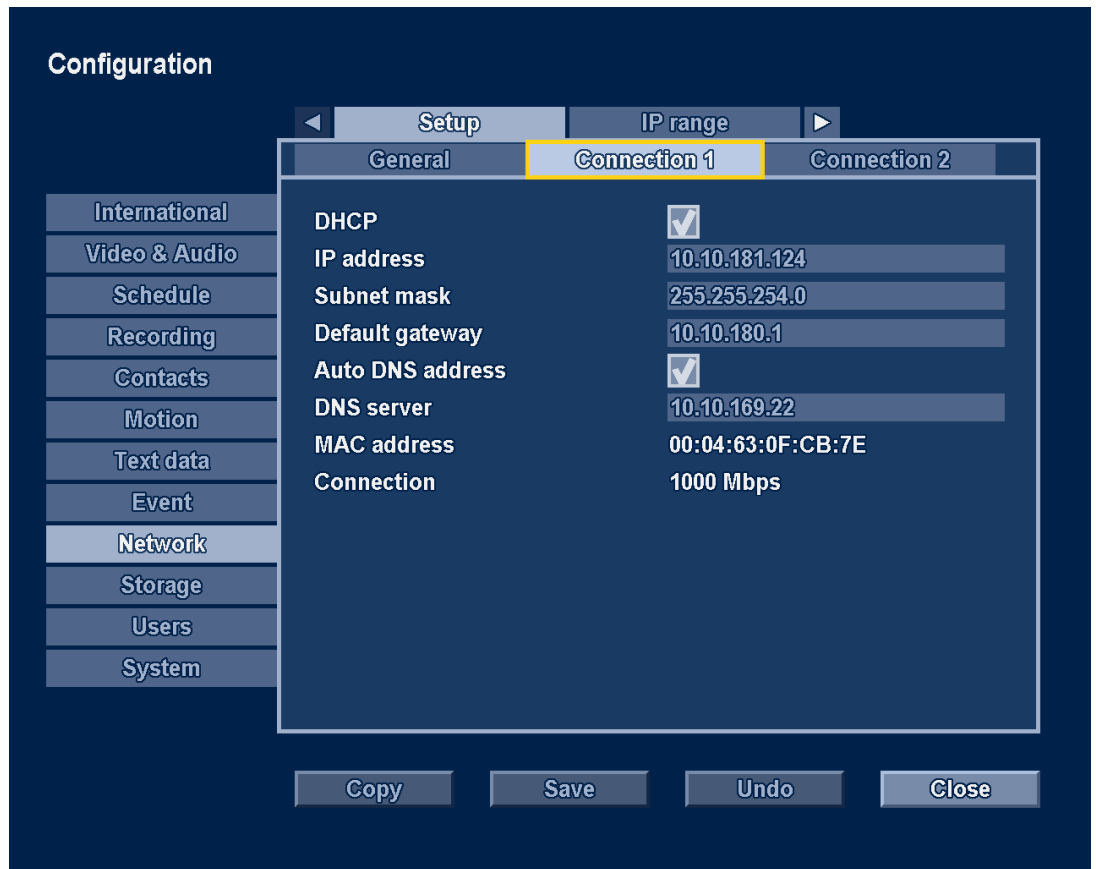 Configuration
Setup IP range
General Connection 1 Connection 2
International
Video & Audio
Schedule
Recording
Contacts
Motion
Text data
Event
Network
Storage
Users
System
DHCP
IP address 10.10.181.124
Subnet mask 255.255.254.0
Default gateway 10.10.180.1
Auto DNS address
DNS server 10.10.169.22
MAC address 00:04:63:0F:CB:7E
Connection 1000 Mbps
Copy Save Undo Close